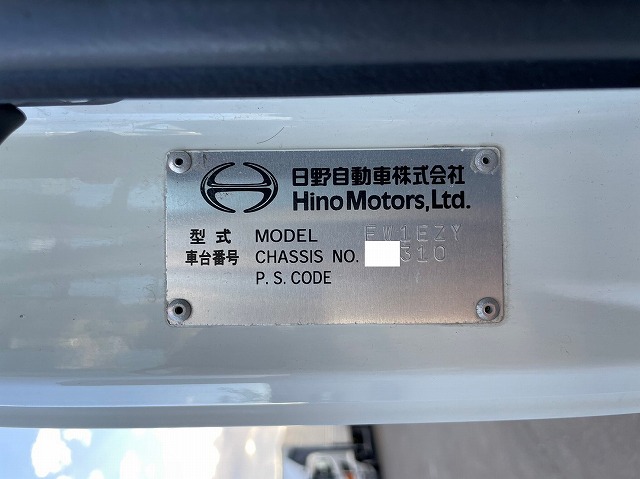 日野自動車株式会社
Hino Motors, Ltd.
型式 MODEL FW1EZY
車台番号 CHASSIS NO. 310
P. S. CODE